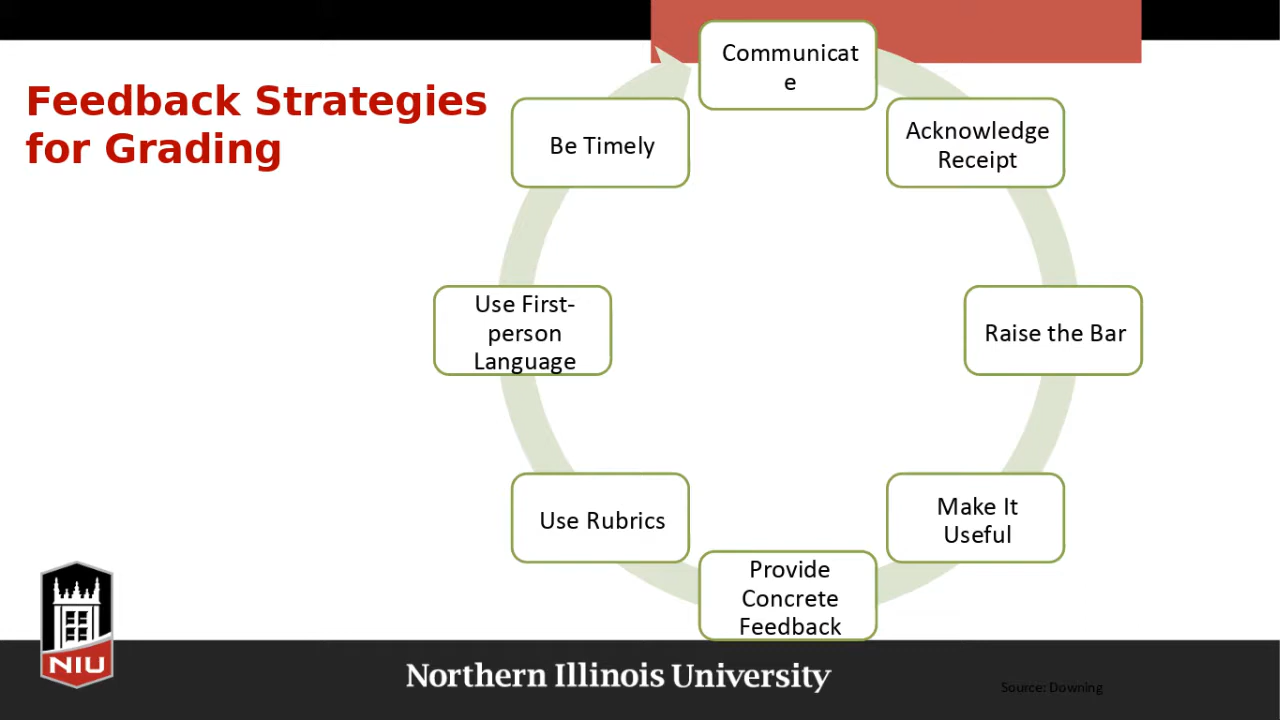 Feedback Strategies
for Grading
Communicat
e
Acknowledge
Receipt
Raise the Bar
Make It
Useful
Provide
Concrete
Feedback
Use Rubrics
Use First-
person
Language
Be Timely
NIU
Northern Illinois University
Source: Downing